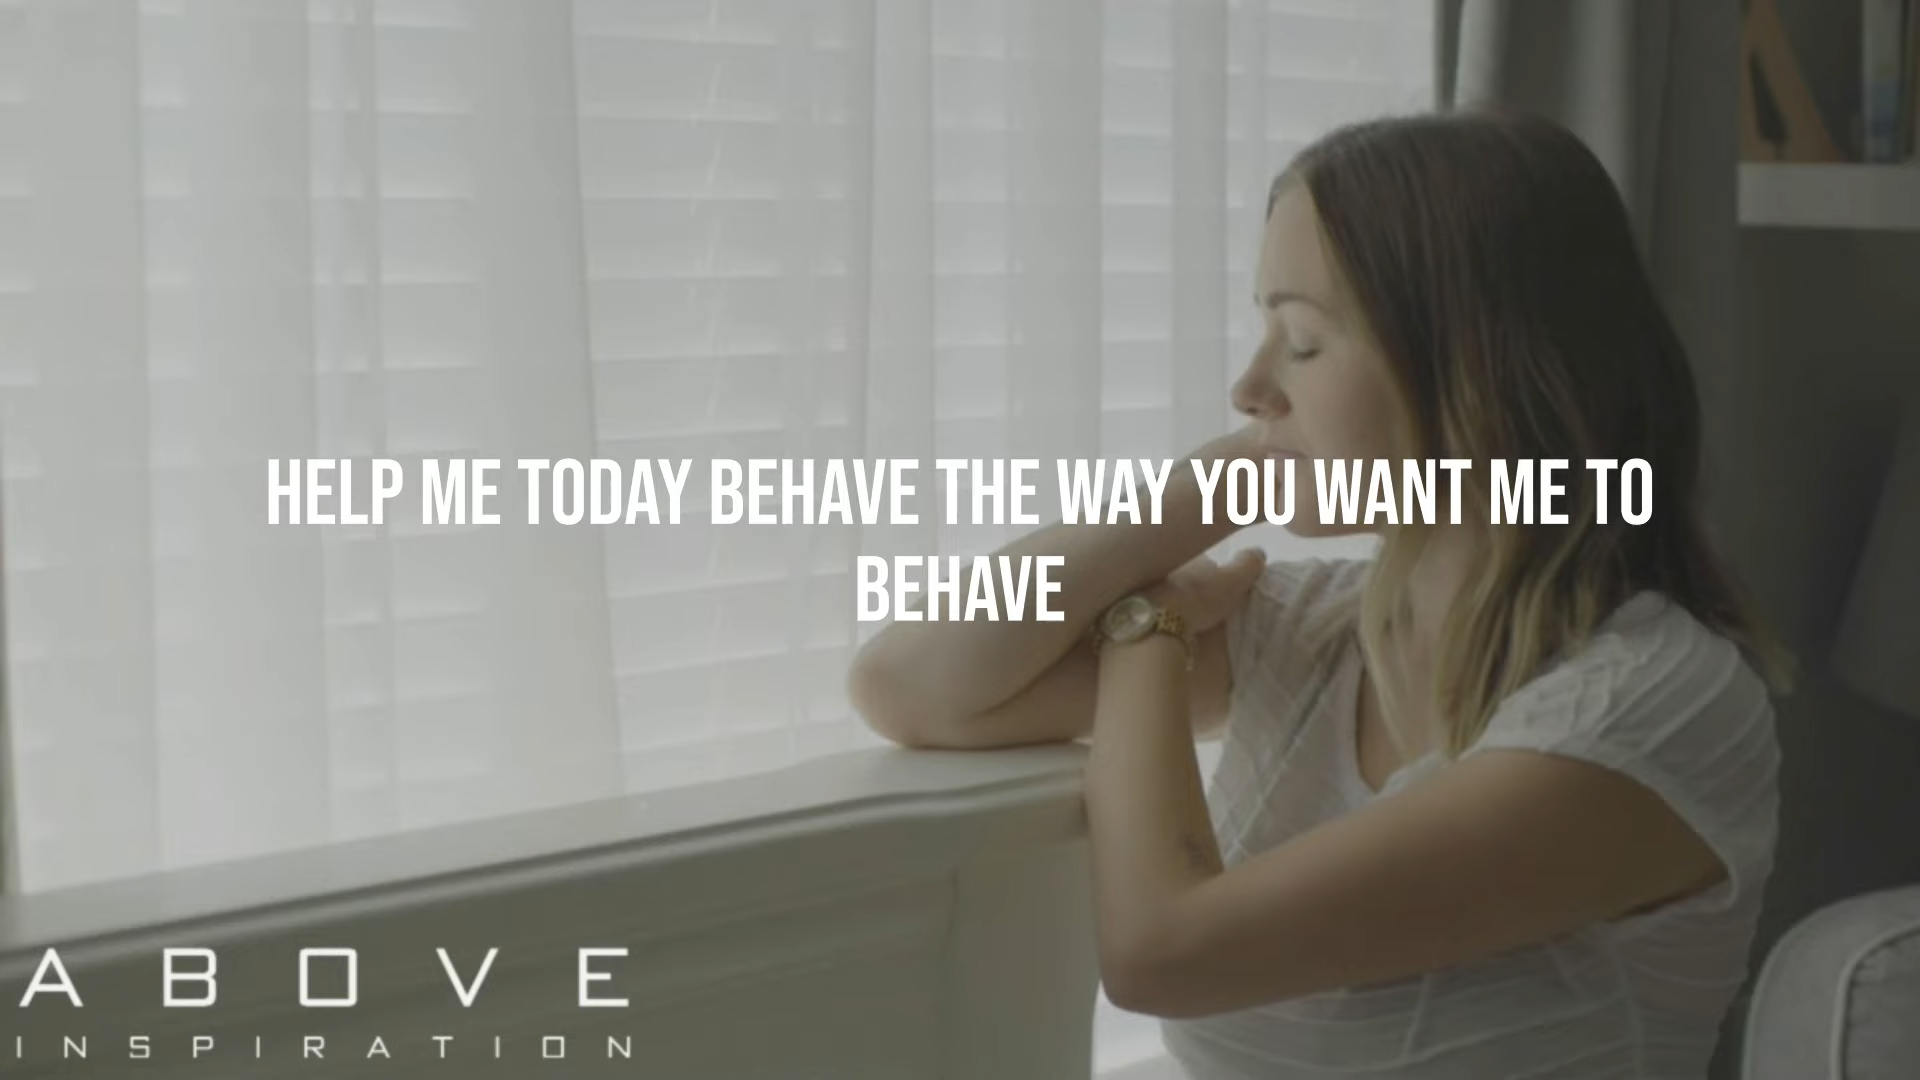 HELP ME TODAY BEHAVE THE WAY YOU WANT ME TO
BEHAVE
ABOVE
INSPIRATION